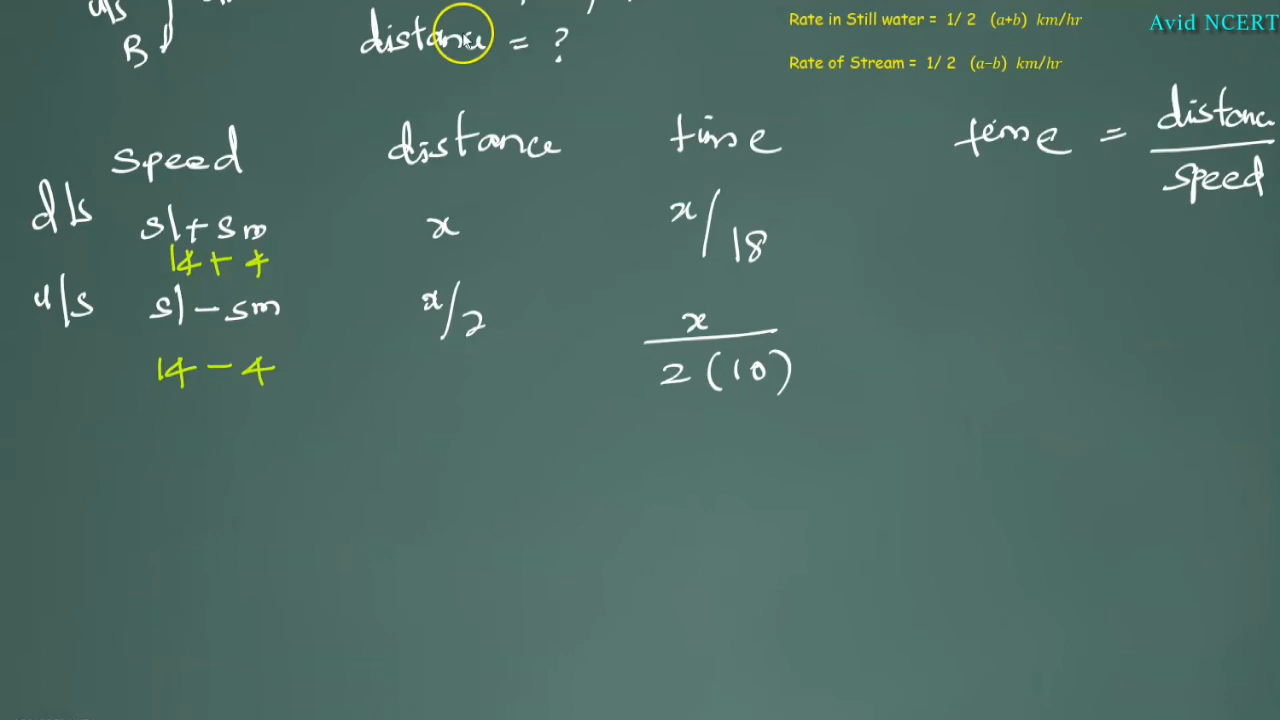 u/s
B
distance = ?
Rate in Still water = 1/ 2 (a+b) km/hr
Rate of Stream = 1/ 2 (a−b) km/hr
Avid NCERT
speed distance time
time = distanc/speed
d/s sl + sm x x/18
14 + 4
u/s sl − sm x/2 x/2(10)
14 − 4